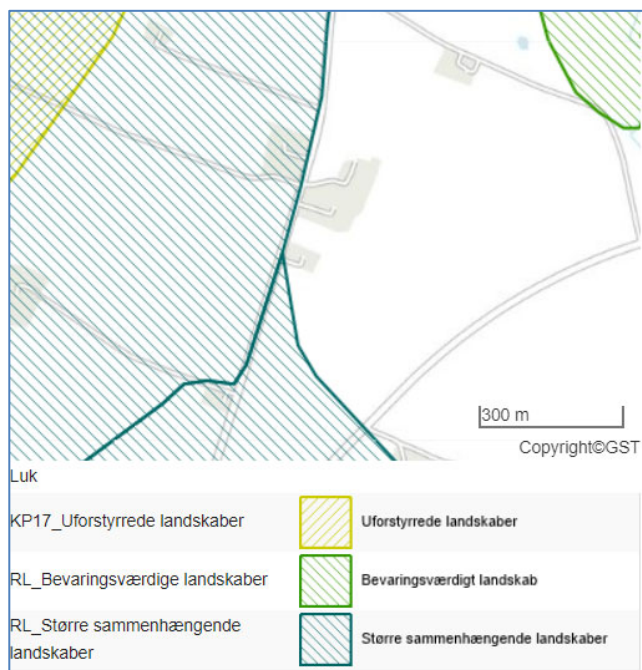 300 m
Copyright©GST
Luk
KP17_Uforstyrrede landskaber
Uforstyrrede landskaber
RL_Bevaringsværdige landskaber
Bevaringsværdigt landskab
RL_Større sammenhængende
landskaber
Større sammenhængende landskaber